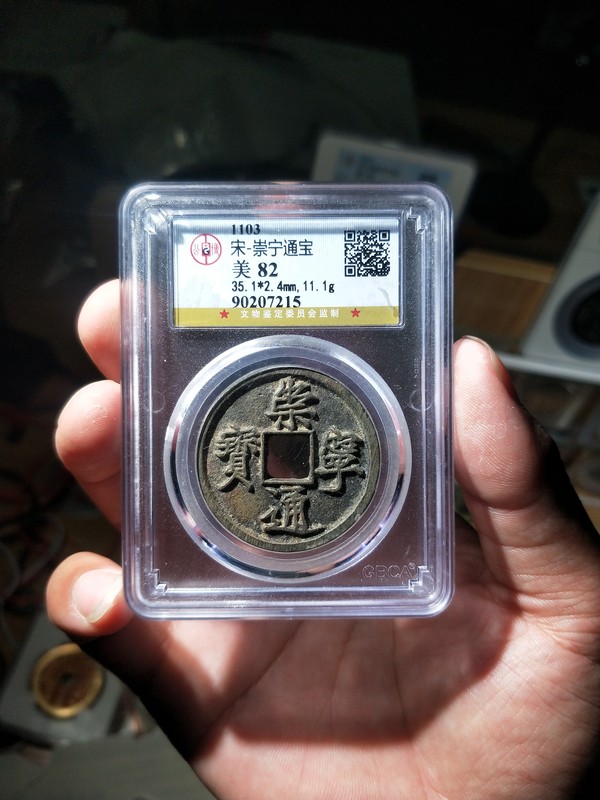 1103
宋-崇宁通宝
美 82
35.1*2.4mm,11.1g
90207215
★ 文物鉴定委员会监制 ★
崇
寧
通
寳
GBCA